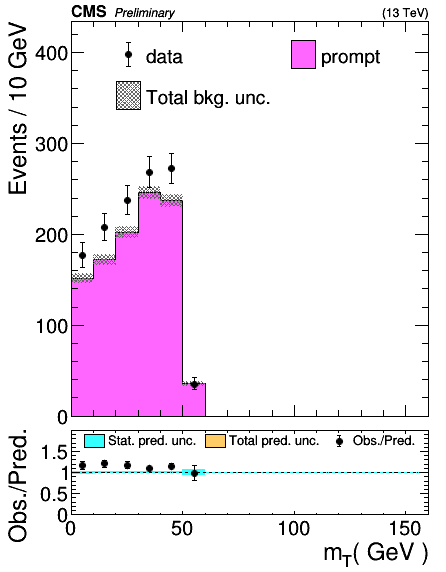 CMS Preliminary (13 TeV)
data
prompt
Total bkg. unc.
Events / 10 GeV
400
300
200
100
0
Stat. pred. unc. Total pred. unc. Obs./Pred.
Obs./Pred.
1.5
1
0.5
0
0 50 100 150
m_T( GeV )